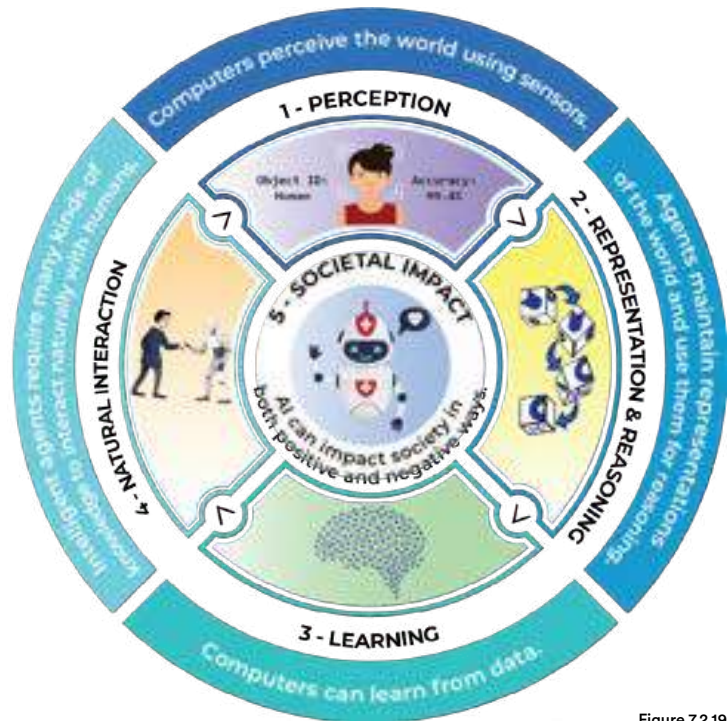 Computers perceive the world using sensors.
1 - PERCEPTION
Object ID:
Human
Accuracy:
2 - REPRESENTATION & REASONING
Agents maintain representations
of the world and use them for reasoning.
3 - LEARNING
Computers can learn from data.
4 - NATURAL INTERACTION
Intelligent agents require many kinds of
knowledge to interact naturally with humans.
5 - SOCIETAL IMPACT
AI can impact society in
both positive and negative ways.
Figure 7.2.19